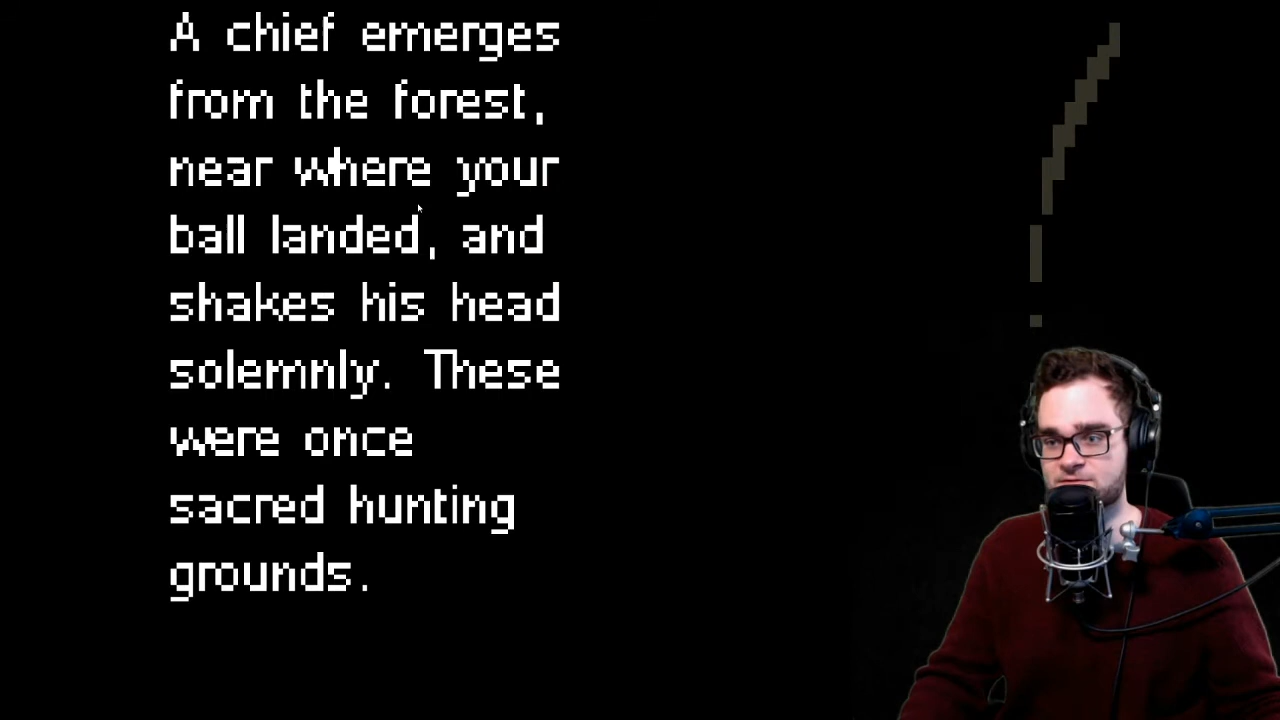 A chief emerges
from the forest,
near where your
ball landed, and
shakes his head
solemnly. These
were once
sacred hunting
grounds.